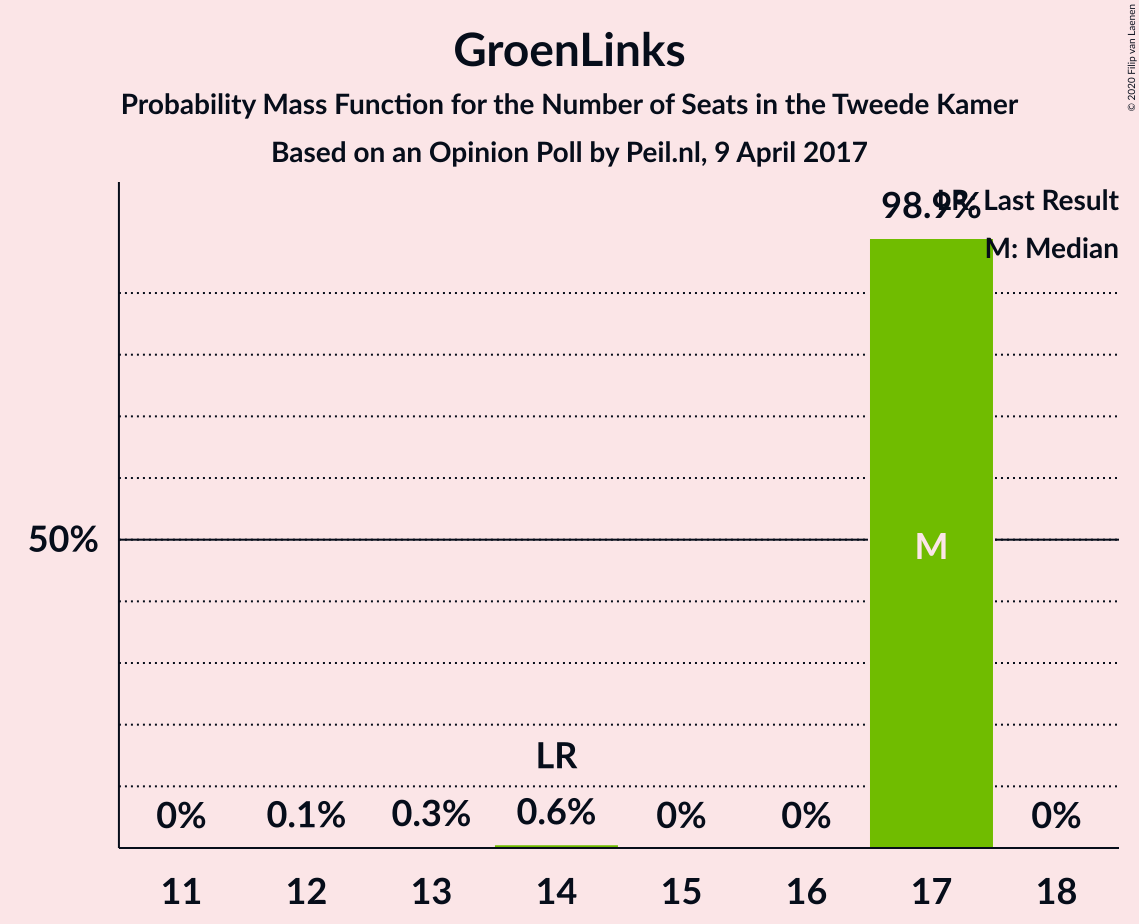 GroenLinks
Probability Mass Function for the Number of Seats in the Tweede Kamer
Based on an Opinion Poll by Peil.nl, 9 April 2017
© 2020 Filip van Laenen
98.9%
LR: Last Result
M: Median
50%
M
LR
0% 0.1% 0.3% 0.6% 0% 0% 0%
11 12 13 14 15 16 17 18